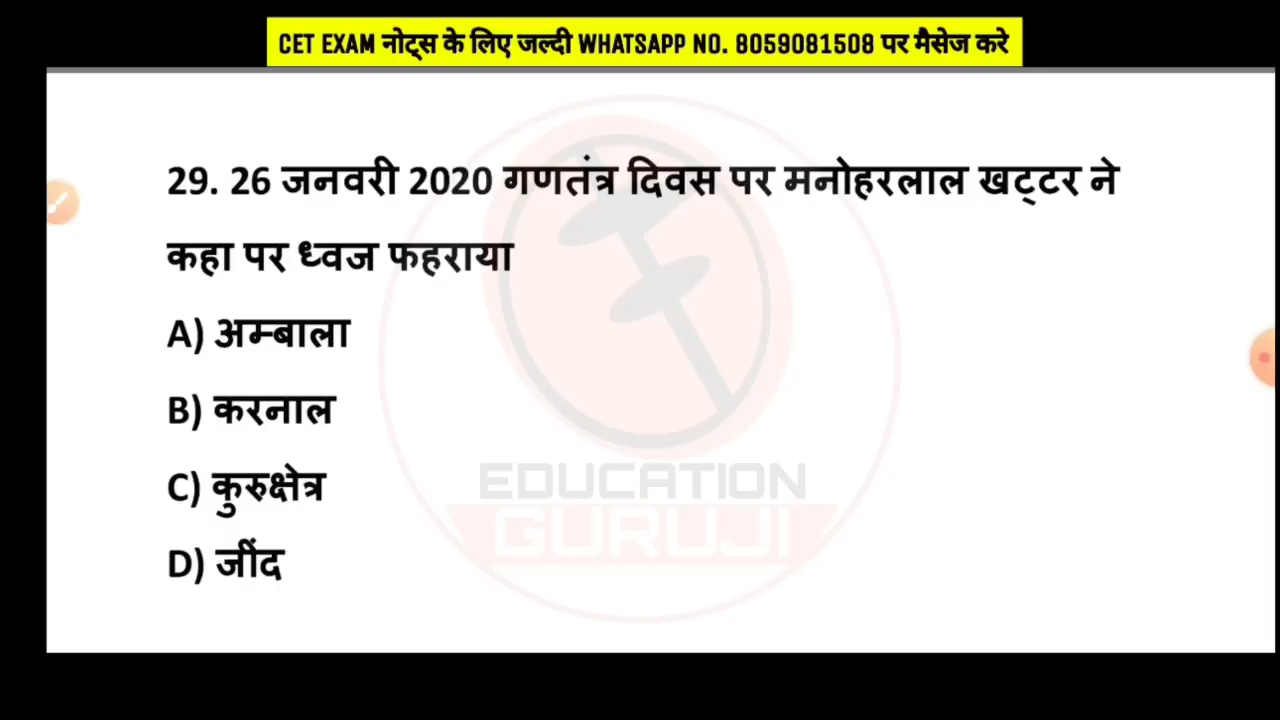 CET EXAM नोट्स के लिए जल्दी WHATSAPP NO. 8059081508 पर मैसेज करे
29. 26 जनवरी 2020 गणतंत्र दिवस पर मनोहरलाल खट्टर ने
कहा पर ध्वज फहराया
A) अम्बाला
B) करनाल
C) कुरुक्षेत्र
D) जींद
EDUCATION
GURUJI